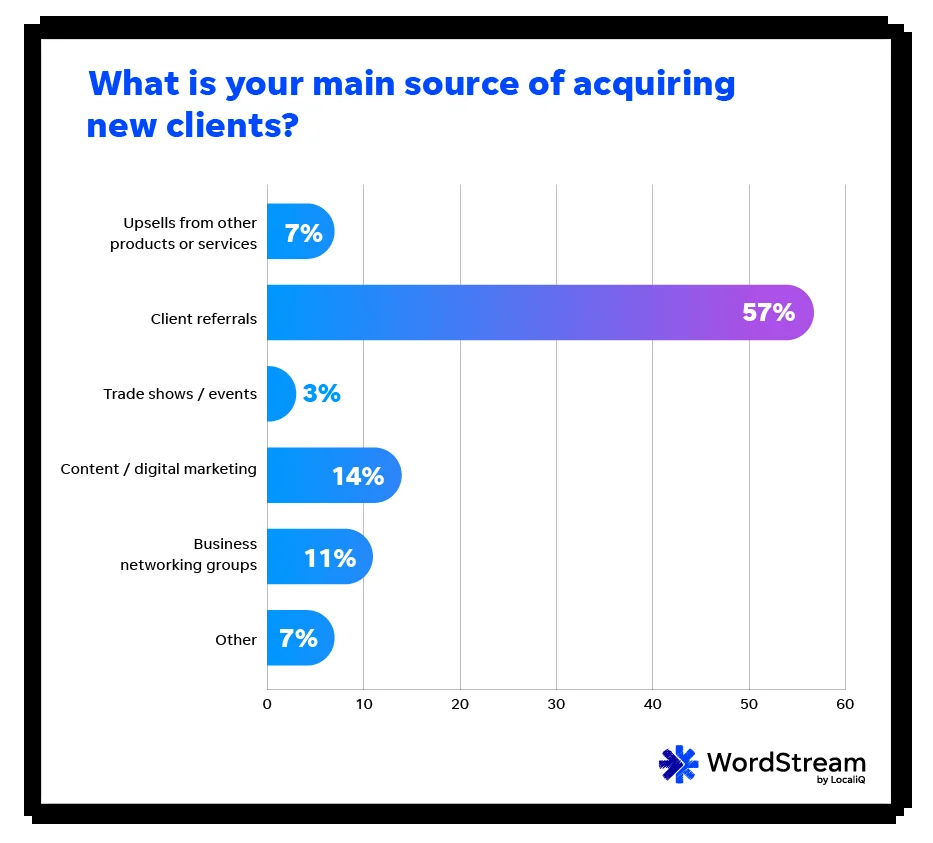 What is your main source of acquiring
new clients?
Upsells from other
products or services
7%
Client referrals
57%
Trade shows / events
3%
Content / digital marketing
14%
Business
networking groups
11%
Other
7%
0 10 20 30 40 50 60
WordStream
by LocaliQ